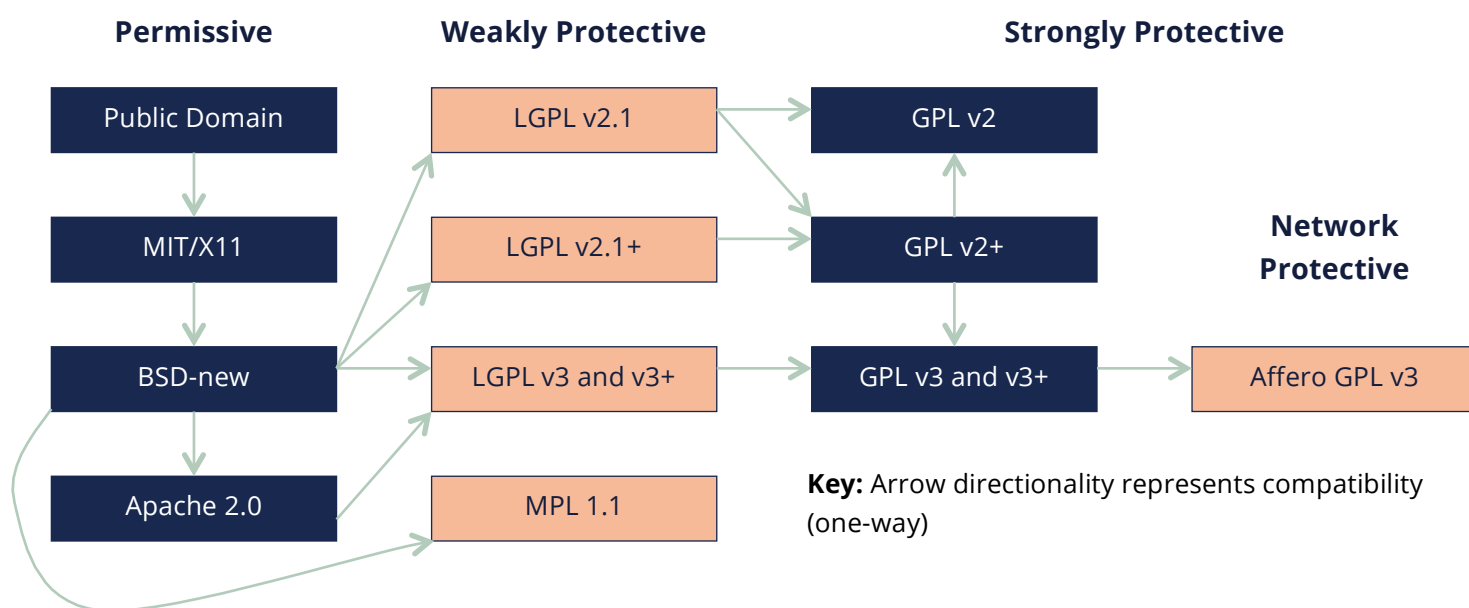 Permissive
Weakly Protective
Strongly Protective
Public Domain
LGPL v2.1
GPL v2
MIT/X11
LGPL v2.1+
GPL v2+
Network
Protective
BSD-new
LGPL v3 and v3+
GPL v3 and v3+
Affero GPL v3
Apache 2.0
MPL 1.1
Key: Arrow directionality represents compatibility
(one-way)